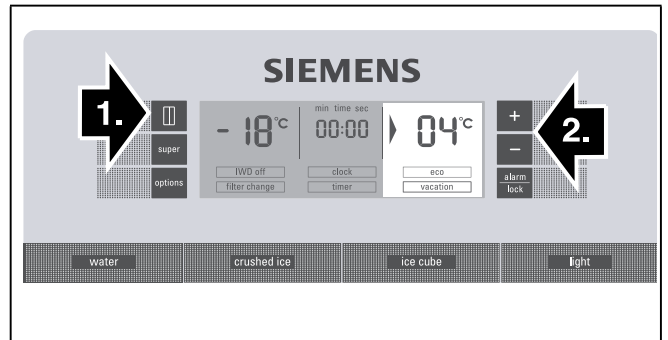 SIEMENS
1.
2.
super
options
- 18°C
min time sec
00:00
04°C
+
−
alarm
lock
IWD off
clock
eco
filter change
timer
vacation
water
crushed ice
ice cube
light